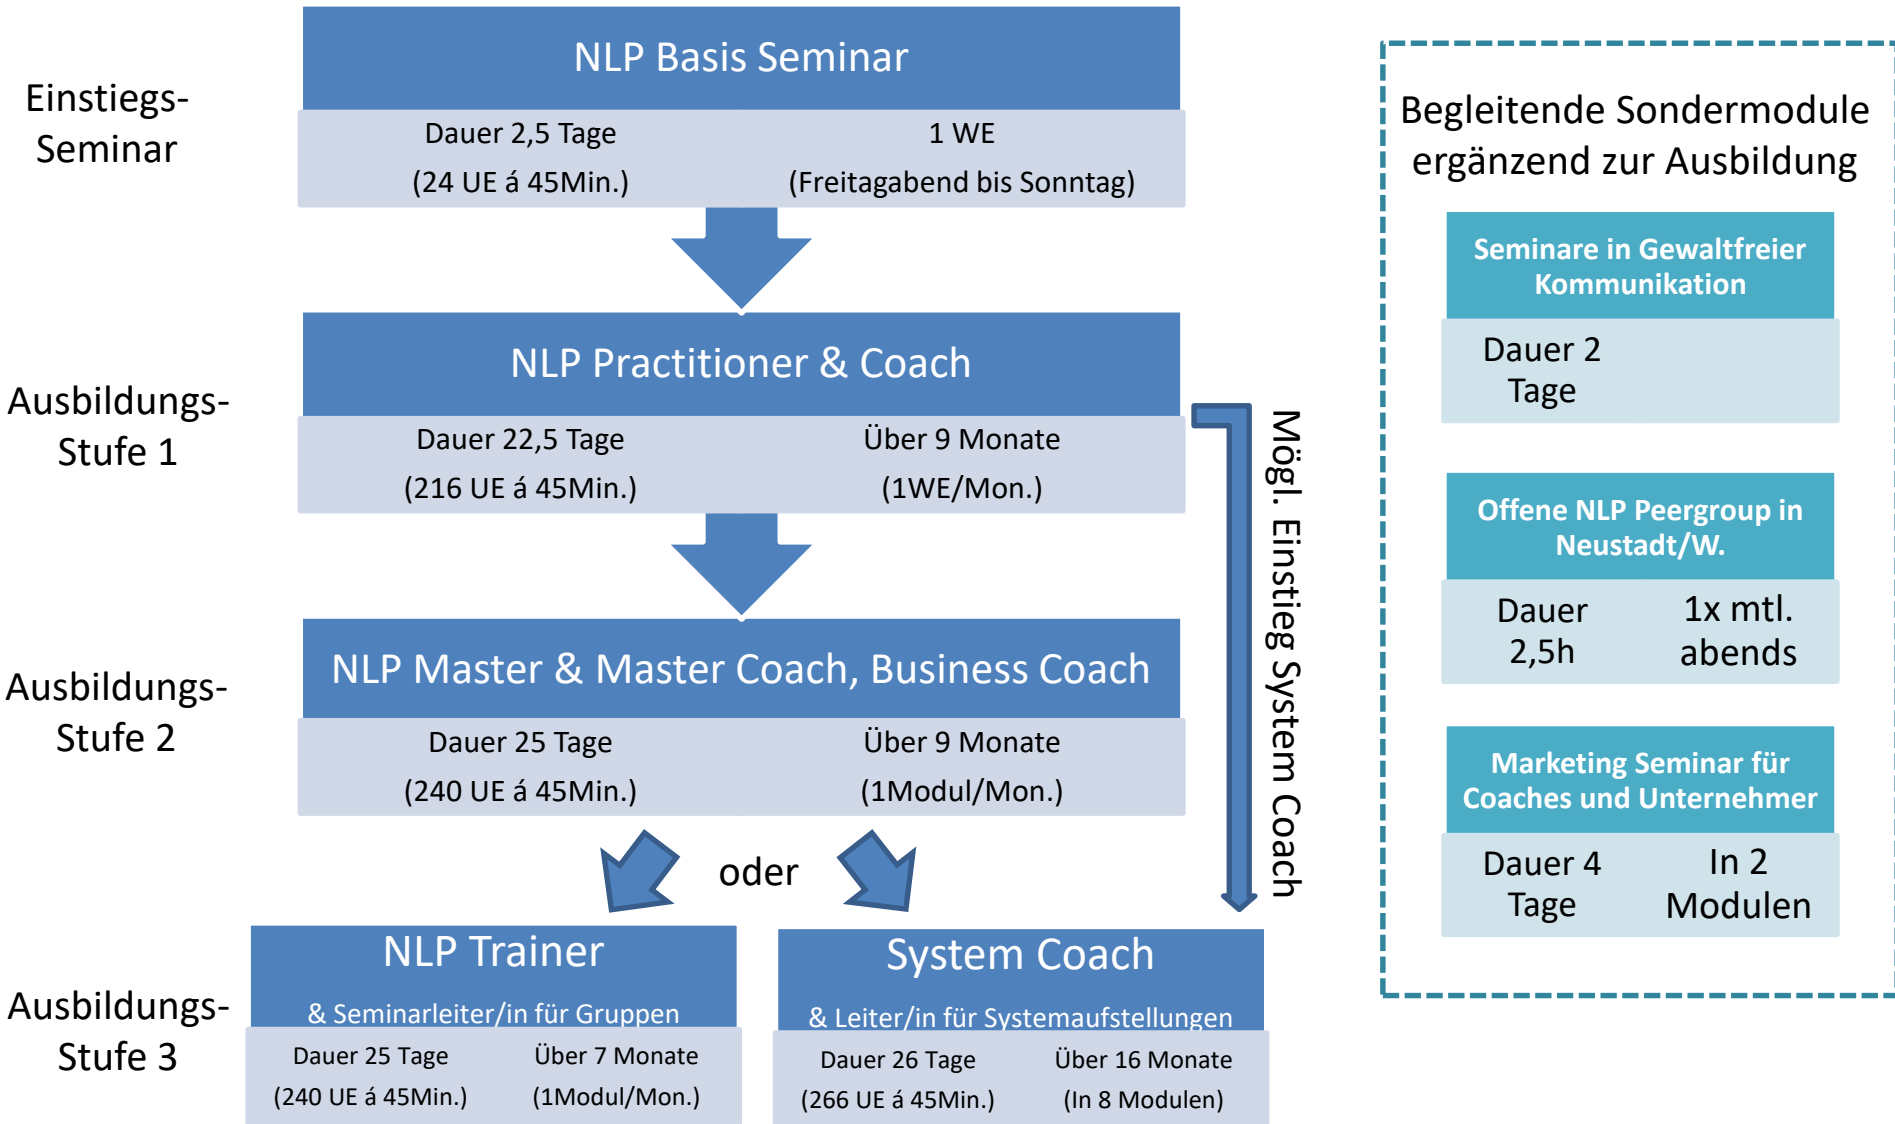 Einstiegs-
Seminar
NLP Basis Seminar
Dauer 2,5 Tage
(24 UE á 45Min.)
1 WE
(Freitagabend bis Sonntag)
Ausbildungs-
Stufe 1
NLP Practitioner & Coach
Dauer 22,5 Tage
(216 UE á 45Min.)
Über 9 Monate
(1WE/Mon.)
Mögl. Einstieg System Coach
Ausbildungs-
Stufe 2
NLP Master & Master Coach, Business Coach
Dauer 25 Tage
(240 UE á 45Min.)
Über 9 Monate
(1Modul/Mon.)
oder
Ausbildungs-
Stufe 3
NLP Trainer
& Seminarleiter/in für Gruppen
Dauer 25 Tage
(240 UE á 45Min.)
Über 7 Monate
(1Modul/Mon.)
System Coach
& Leiter/in für Systemaufstellungen
Dauer 26 Tage
(266 UE á 45Min.)
Über 16 Monate
(In 8 Modulen)
Begleitende Sondermodule
ergänzend zur Ausbildung
Seminare in Gewaltfreier
Kommunikation
Dauer 2
Tage
Offene NLP Peergroup in
Neustadt/W.
Dauer
2,5h
1x mtl.
abends
Marketing Seminar für
Coaches und Unternehmer
Dauer 4
Tage
In 2
Modulen